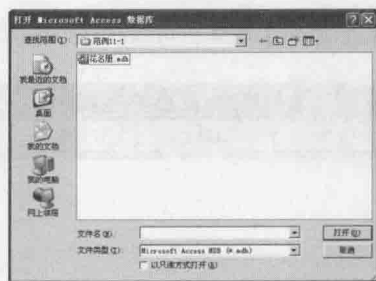 打开 Microsoft Access 数据库
查找范围(I): 范例11-1
花名册.mdb
我最近的文档
桌面
我的文档
我的电脑
网上邻居
文件名(N):
打开(O)
文件类型(T): Microsoft Access MDB (*.mdb)
取消
以只读方式打开(R)